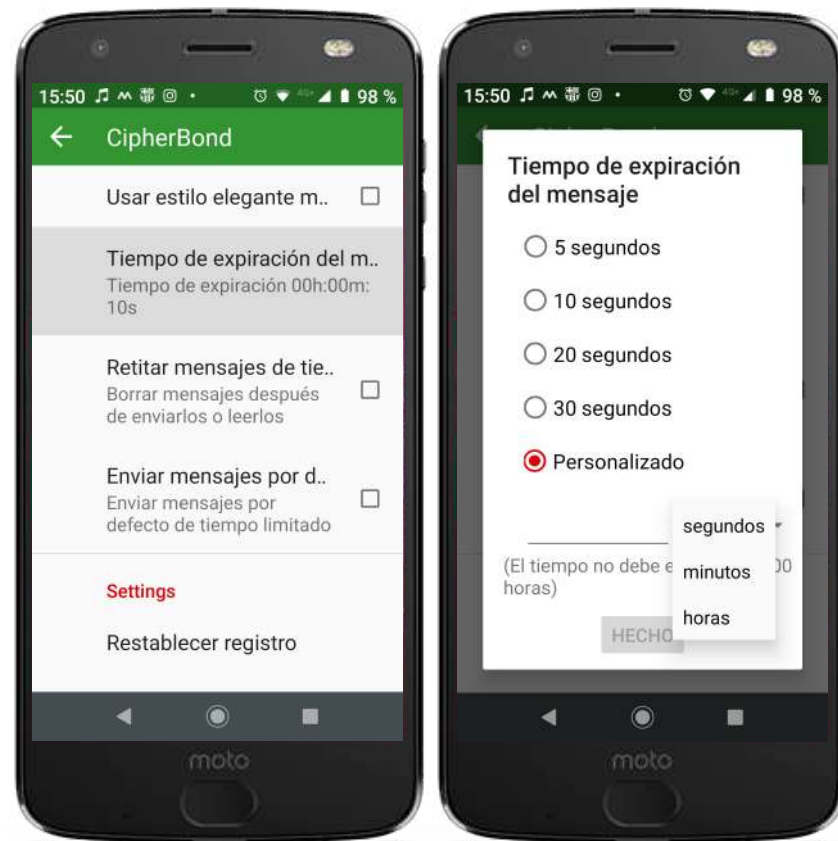 15:50 98 %
CipherBond
Usar estilo elegante m..
Tiempo de expiración del m..
Tiempo de expiración 00h:00m:
10s
Retitar mensajes de tie..
Borrar mensajes después
de enviarlos o leerlos
Enviar mensajes por d..
Enviar mensajes por
defecto de tiempo limitado
Settings
Restablecer registro
moto
15:50 98 %
Tiempo de expiración
del mensaje
5 segundos
10 segundos
20 segundos
30 segundos
Personalizado
segundos
minutos
horas
(El tiempo no debe
horas)
HECHO
moto